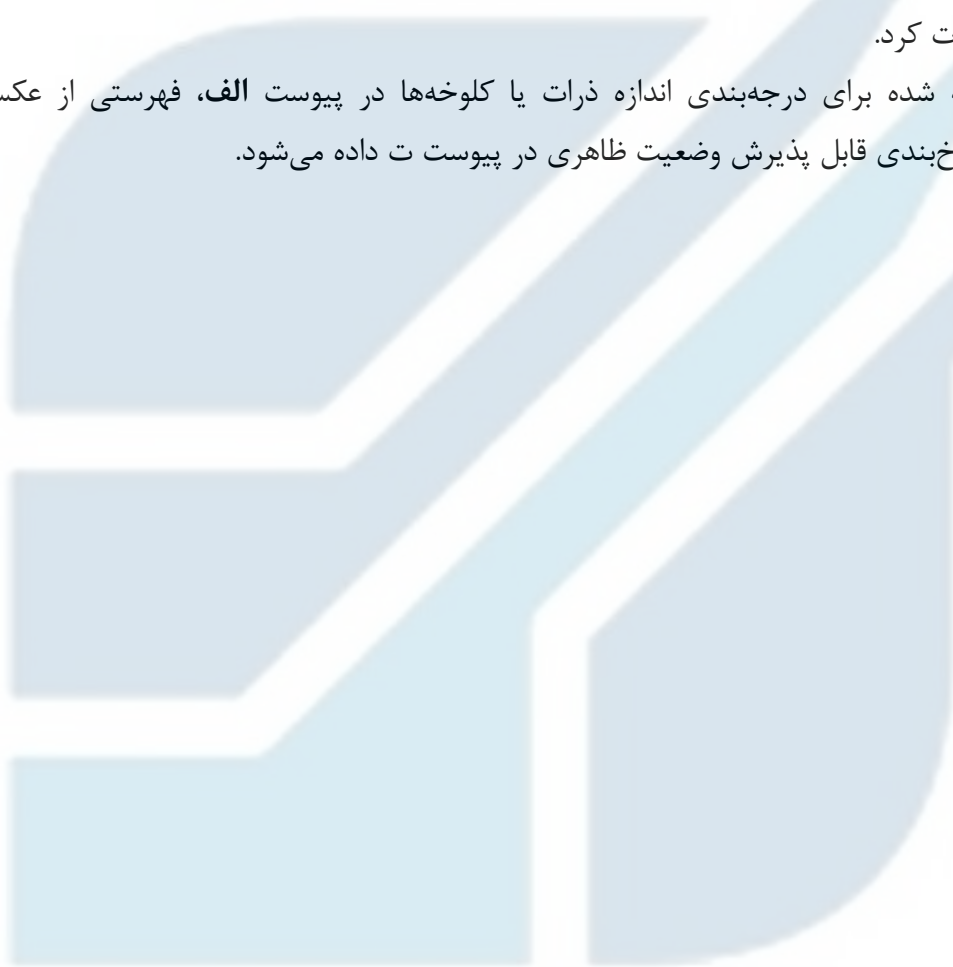 ت کرد.
شده برای درجه‌بندی اندازه ذرات یا کلوخه‌ها در پیوست الف، فهرستی از عکس
خ‌بندی قابل پذیرش وضعیت ظاهری در پیوست ت داده می‌شود.